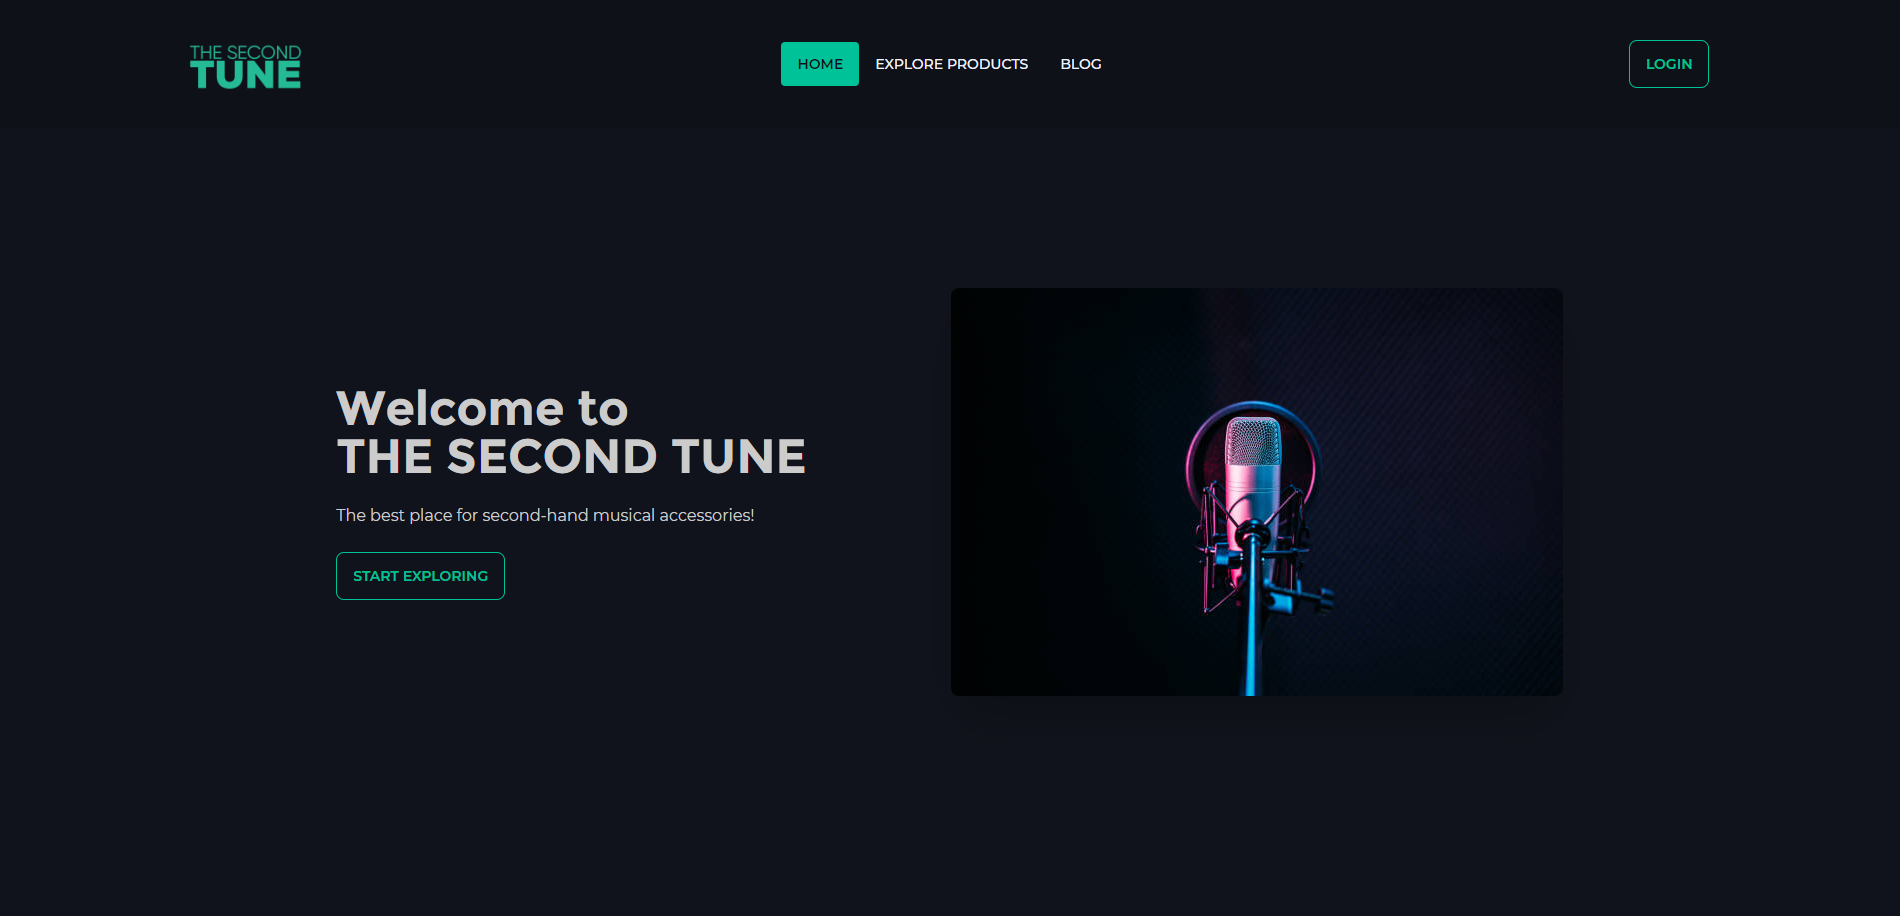 THE SECOND
TUNE
HOME
EXPLORE PRODUCTS
BLOG
LOGIN
Welcome to
THE SECOND TUNE
The best place for second-hand musical accessories!
START EXPLORING